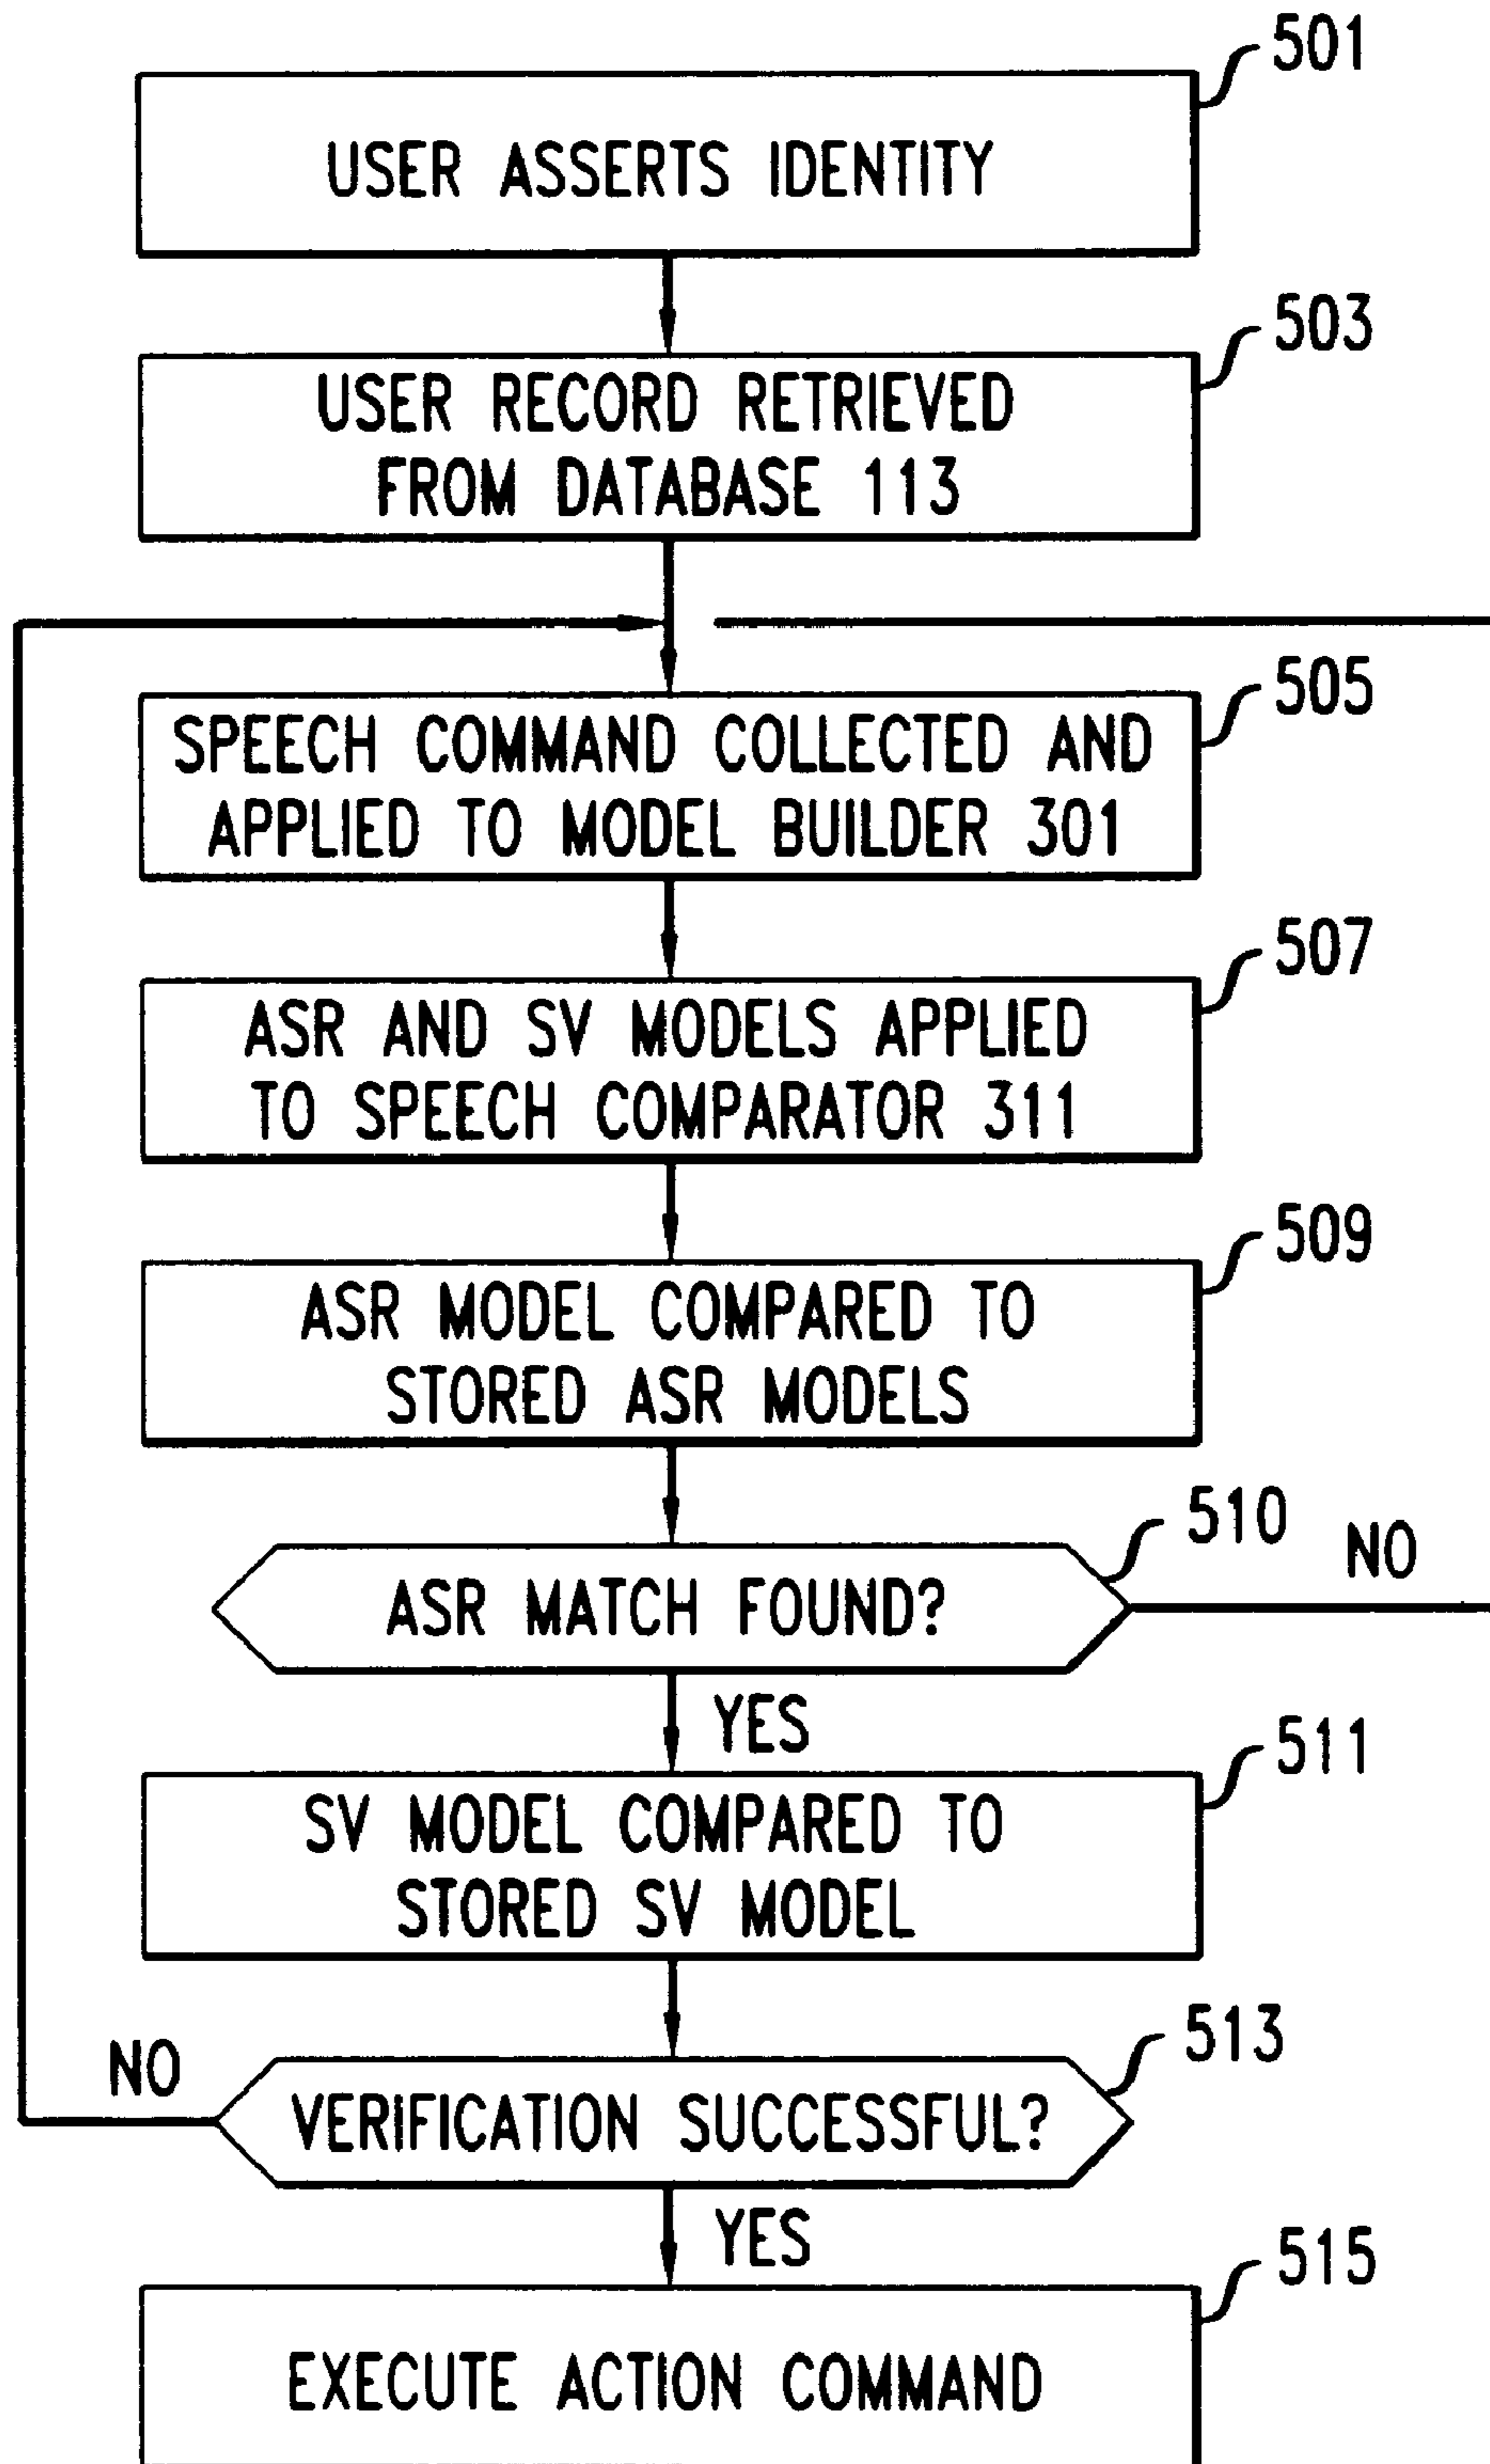 501
USER ASSERTS IDENTITY
503
USER RECORD RETRIEVED
FROM DATABASE 113
505
SPEECH COMMAND COLLECTED AND
APPLIED TO MODEL BUILDER 301
507
ASR AND SV MODELS APPLIED
TO SPEECH COMPARATOR 311
509
ASR MODEL COMPARED TO
STORED ASR MODELS
510
NO
ASR MATCH FOUND?
YES
511
SV MODEL COMPARED TO
STORED SV MODEL
513
NO
VERIFICATION SUCCESSFUL?
YES
515
EXECUTE ACTION COMMAND